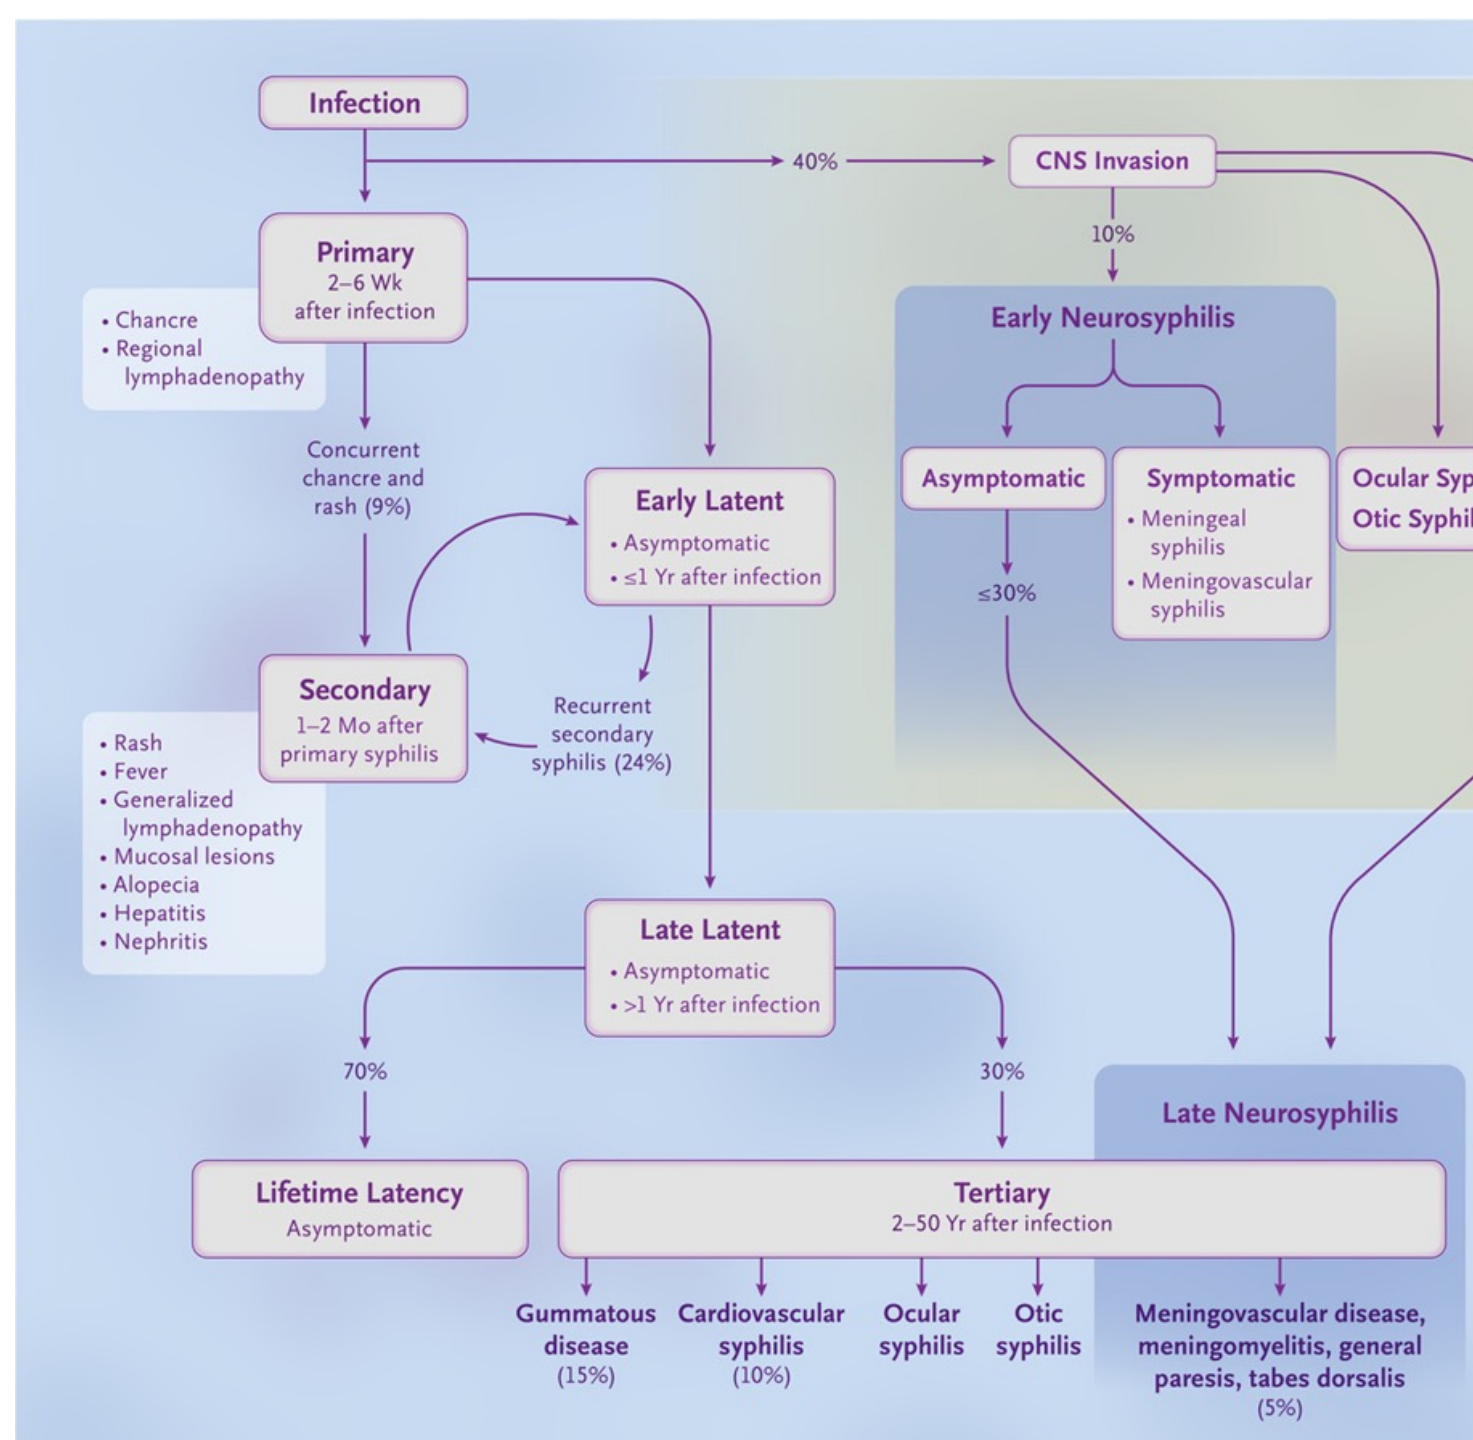 Infection
40%
CNS Invasion
10%
Primary
2–6 Wk
after infection
• Chancre
• Regional
lymphadenopathy
Concurrent
chancre and
rash (9%)
Early Latent
• Asymptomatic
• ≤1 Yr after infection
Secondary
1–2 Mo after
primary syphilis
Recurrent
secondary
syphilis (24%)
• Rash
• Fever
• Generalized
lymphadenopathy
• Mucosal lesions
• Alopecia
• Hepatitis
• Nephritis
Early Neurosyphilis
Asymptomatic
≤30%
Symptomatic
• Meningeal
syphilis
• Meningovascular
syphilis
Ocular Syp
Otic Syphil
Late Latent
• Asymptomatic
• >1 Yr after infection
70%
30%
Lifetime Latency
Asymptomatic
Late Neurosyphilis
Tertiary
2–50 Yr after infection
Gummatous
disease
(15%)
Cardiovascular
syphilis
(10%)
Ocular
syphilis
Otic
syphilis
Meningovascular disease,
meningomyelitis, general
paresis, tabes dorsalis
(5%)